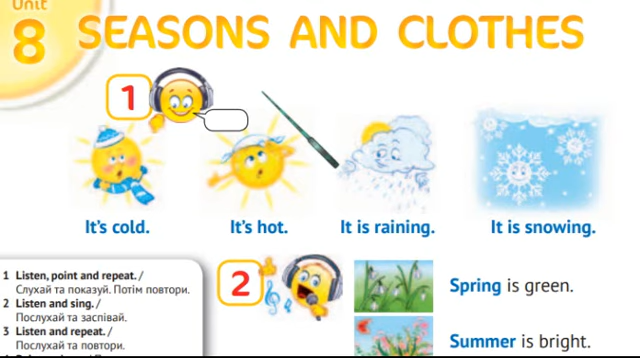 Unit
8
SEASONS AND CLOTHES
1
It's cold.
It's hot.
It is raining.
It is snowing.
1 Listen, point and repeat. /
Слухай та показуй. Потім повтори.
2 Listen and sing. /
Послухай та заспівай.
3 Listen and repeat. /
Послухай та повтори.
2
Spring is green.
Summer is bright.